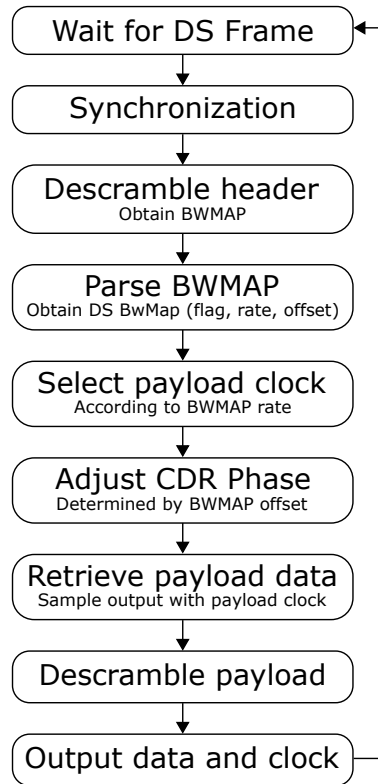 Wait for DS Frame
Synchronization
Descramble header
Obtain BWMAP
Parse BWMAP
Obtain DS BwMap (flag, rate, offset)
Select payload clock
According to BWMAP rate
Adjust CDR Phase
Determined by BWMAP offset
Retrieve payload data
Sample output with payload clock
Descramble payload
Output data and clock